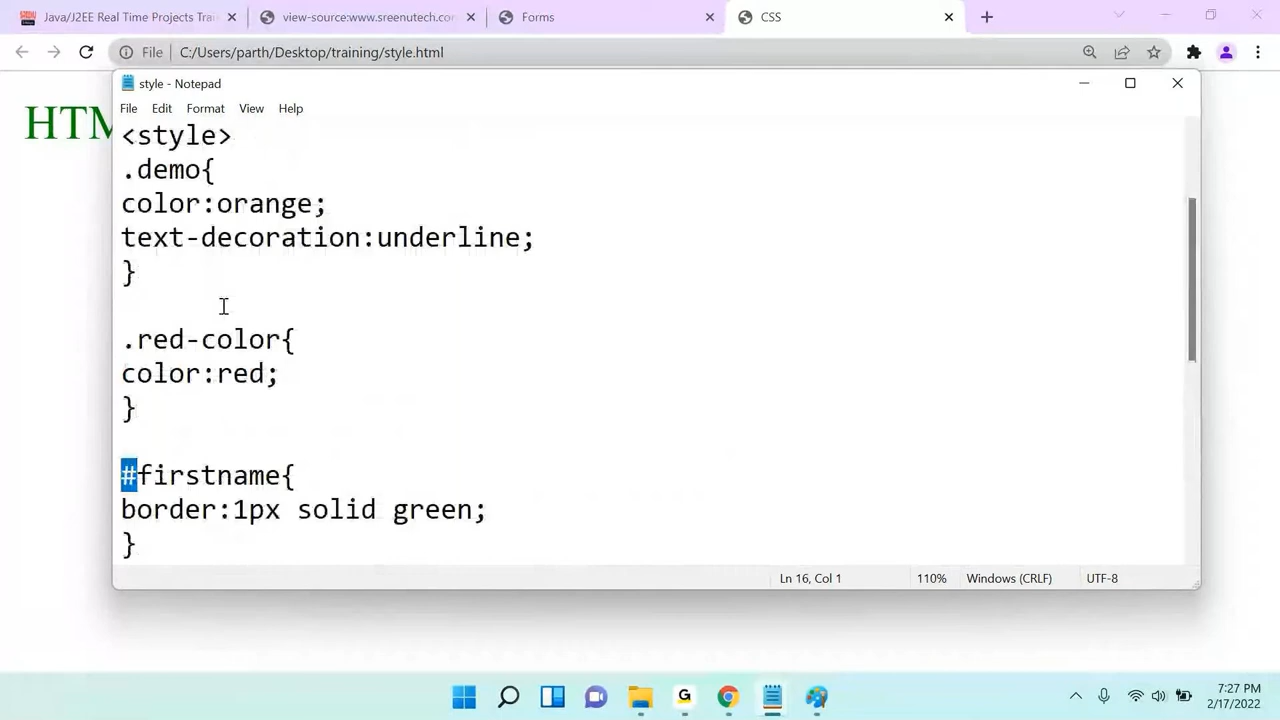 Java/J2EE Real Time Projects Trai
view-source:www.sreenutech.co
Forms
CSS
File
C:/Users/parth/Desktop/training/style.html
HTM
style - Notepad
File Edit Format View Help
<style>
.demo{
color:orange;
text-decoration:underline;
}
.red-color{
color:red;
}
#firstname{
border:1px solid green;
}
Ln 16, Col 1
110%
Windows (CRLF)
UTF-8
G
7:27 PM
2/17/2022